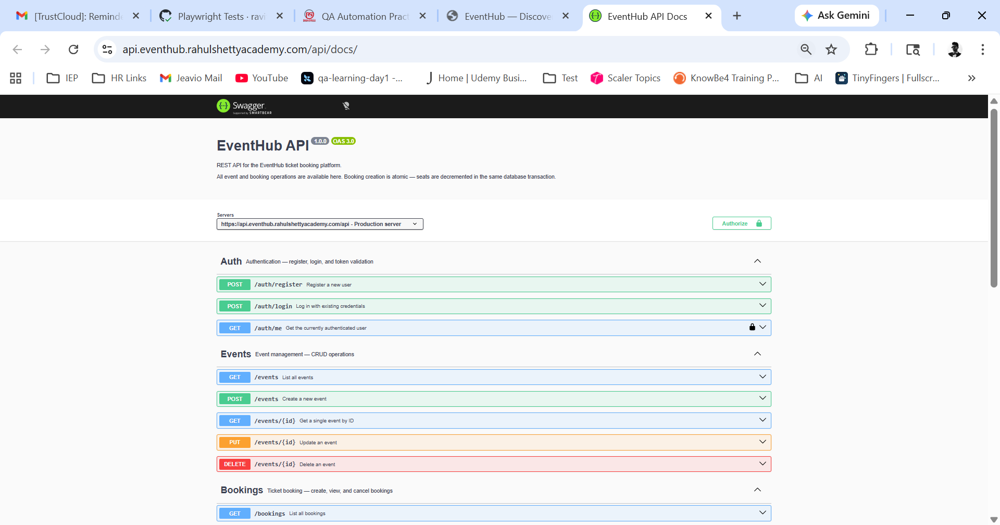 [TrustCloud]: Remind
Playwright Tests · ravi
QA Automation Pract
EventHub — Discove
EventHub API Docs
Ask Gemini
api.eventhub.rahulshettyacademy.com/api/docs/
IEP
HR Links
Jeavio Mail
YouTube
qa-learning-day1 -...
Home | Udemy Busi...
Test
Scaler Topics
KnowBe4 Training P...
AI
TinyFingers | Fullscr...
Swagger
Supported by SMARTBEAR
EventHub API 1.0.0 OAS 3.0
REST API for the EventHub ticket booking platform.
All event and booking operations are available here. Booking creation is atomic — seats are decremented in the same database transaction.
Servers
https://api.eventhub.rahulshettyacademy.com/api - Production server
Authorize
Auth Authentication — register, login, and token validation
POST /auth/register Register a new user
POST /auth/login Log in with existing credentials
GET /auth/me Get the currently authenticated user
Events Event management — CRUD operations
GET /events List all events
POST /events Create a new event
GET /events/{id} Get a single event by ID
PUT /events/{id} Update an event
DELETE /events/{id} Delete an event
Bookings Ticket booking — create, view, and cancel bookings
GET /bookings List all bookings